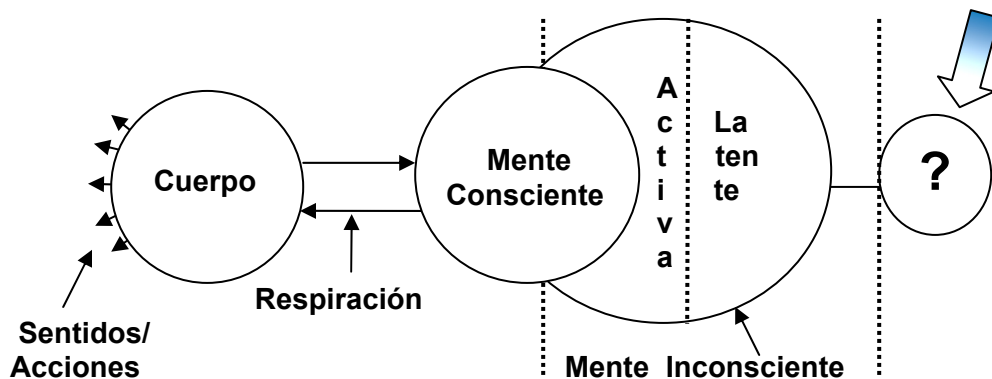 Cuerpo
Mente
Consciente
A
c
t
i
v
a
La
ten
te
?
Respiración
Sentidos/
Acciones
Mente Inconsciente